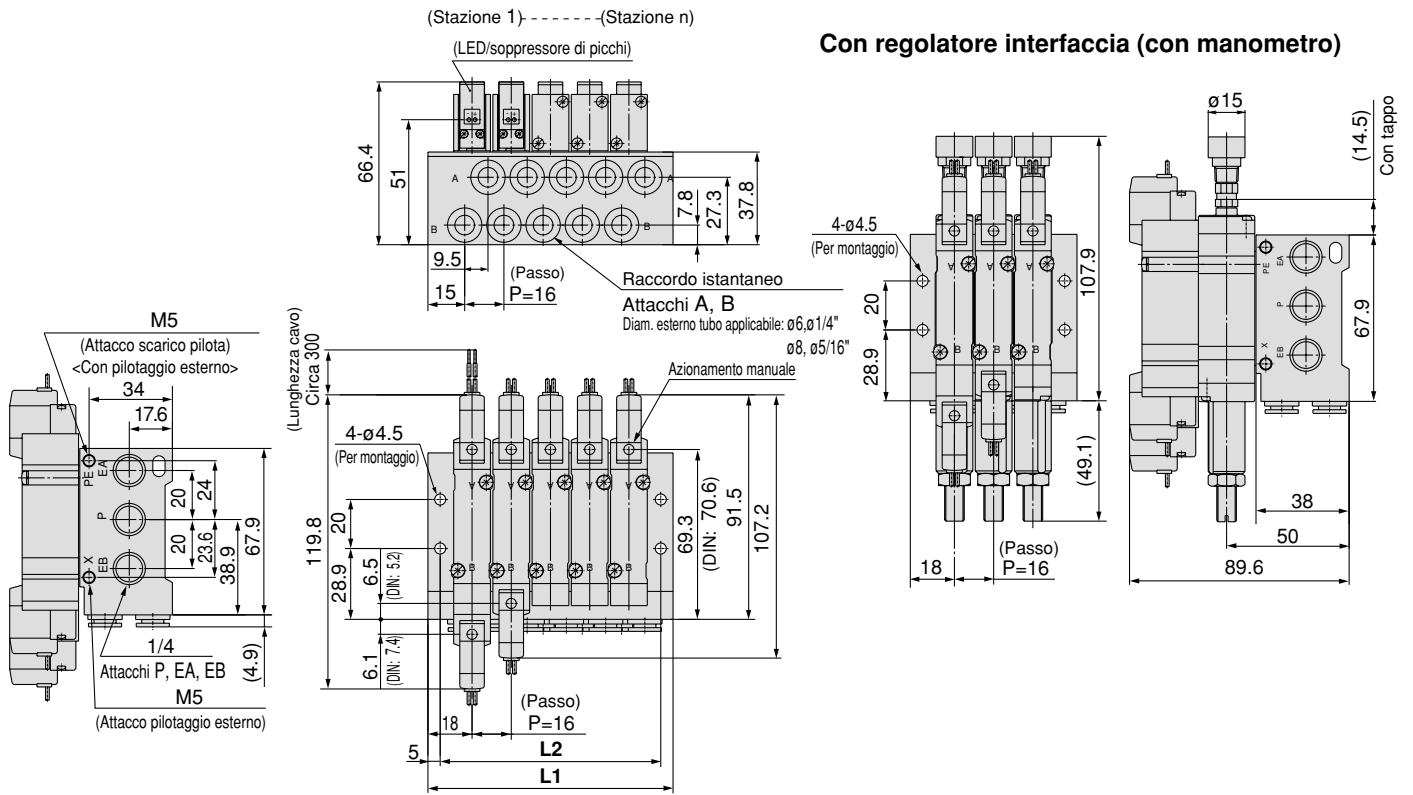 (Stazione 1)--------(Stazione n)
(LED/soppressore di picchi)
Con regolatore interfaccia (con manometro)
66.4
51
A
A
B
B
7.8
27.3
37.8
9.5
15
(Passo)
P=16
Raccordo istantaneo
Attacchi A, B
Diam. esterno tubo applicabile: ø6,ø1/4"
ø8, ø5/16"
M5
(Attacco scarico pilota)
<Con pilotaggio esterno>
34
17.6
PE
EA
P
X
EB
20
24
20
23.6
38.9
67.9
(4.9)
1/4
Attacchi P, EA, EB
M5
(Attacco pilotaggio esterno)
(Lunghezza cavo)
Circa 300
Azionamento manuale
4-ø4.5
(Per montaggio)
119.8
20
28.9
6.5
(DIN: 5.2)
6.1
(DIN: 7.4)
A
A
A
A
A
B
B
B
B
B
69.3
(DIN: 70.6)
91.5
107.2
18
(Passo)
P=16
5
L2
L1
4-ø4.5
(Per montaggio)
20
28.9
A
A
A
B
B
B
107.9
(49.1)
18
(Passo)
P=16
ø15
(14.5)
Con tappo
PE
EA
P
X
EB
67.9
38
50
89.6